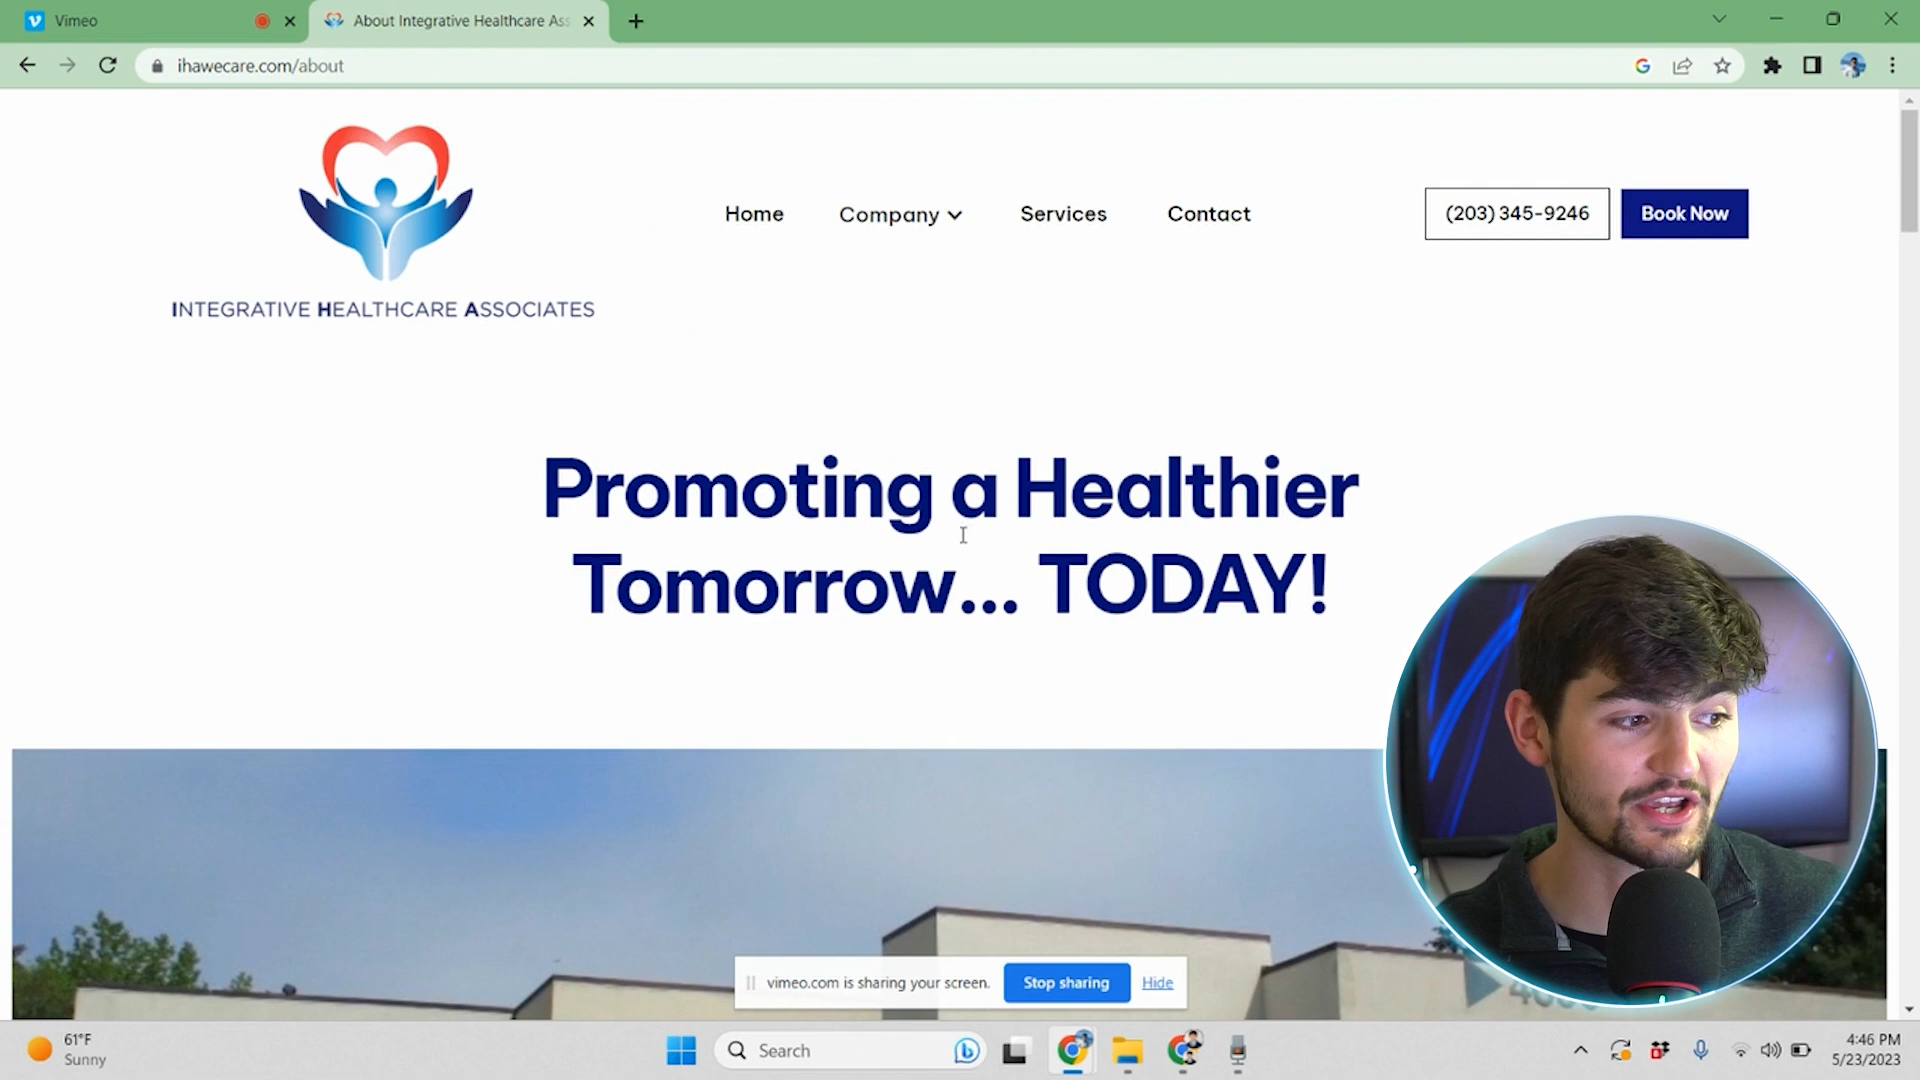 Vimeo
About Integrative Healthcare Ass
ihawecare.com/about
Home
Company
Services
Contact
(203) 345-9246
Book Now
INTEGRATIVE HEALTHCARE ASSOCIATES
Promoting a Healthier
Tomorrow... TODAY!
vimeo.com is sharing your screen.
Stop sharing
Hide
61°F
Sunny
Search
4:46 PM
5/23/2023